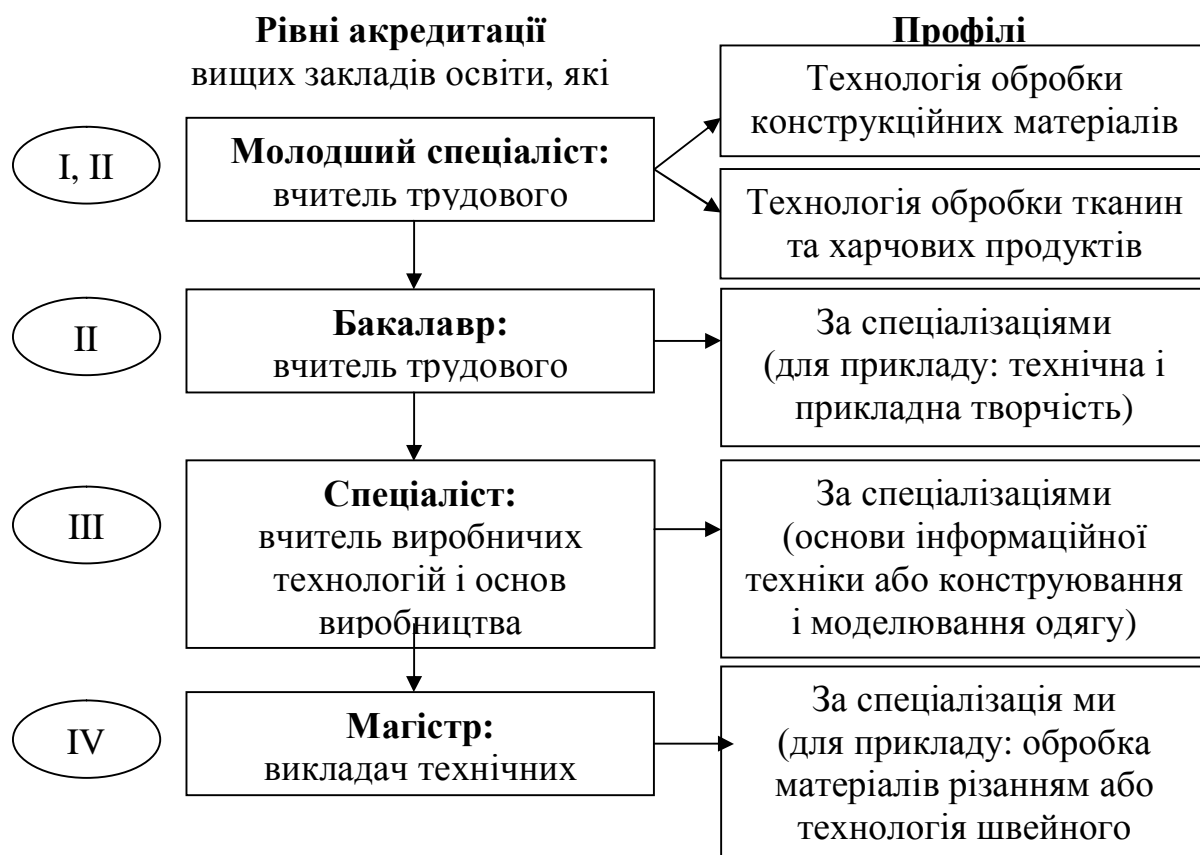 Рівні акредитації
вищих закладів освіти, які
Профілі
I, II
Молодший спеціаліст:
вчитель трудового
Технологія обробки
конструкційних матеріалів
Технологія обробки тканин
та харчових продуктів
II
Бакалавр:
вчитель трудового
За спеціалізаціями
(для прикладу: технічна і
прикладна творчість)
III
Спеціаліст:
вчитель виробничих
технологій і основ
виробництва
За спеціалізаціями
(основи інформаційної
техніки або конструювання
і моделювання одягу)
IV
Магістр:
викладач технічних
За спеціалізація ми
(для прикладу: обробка
матеріалів різанням або
технологія швейного